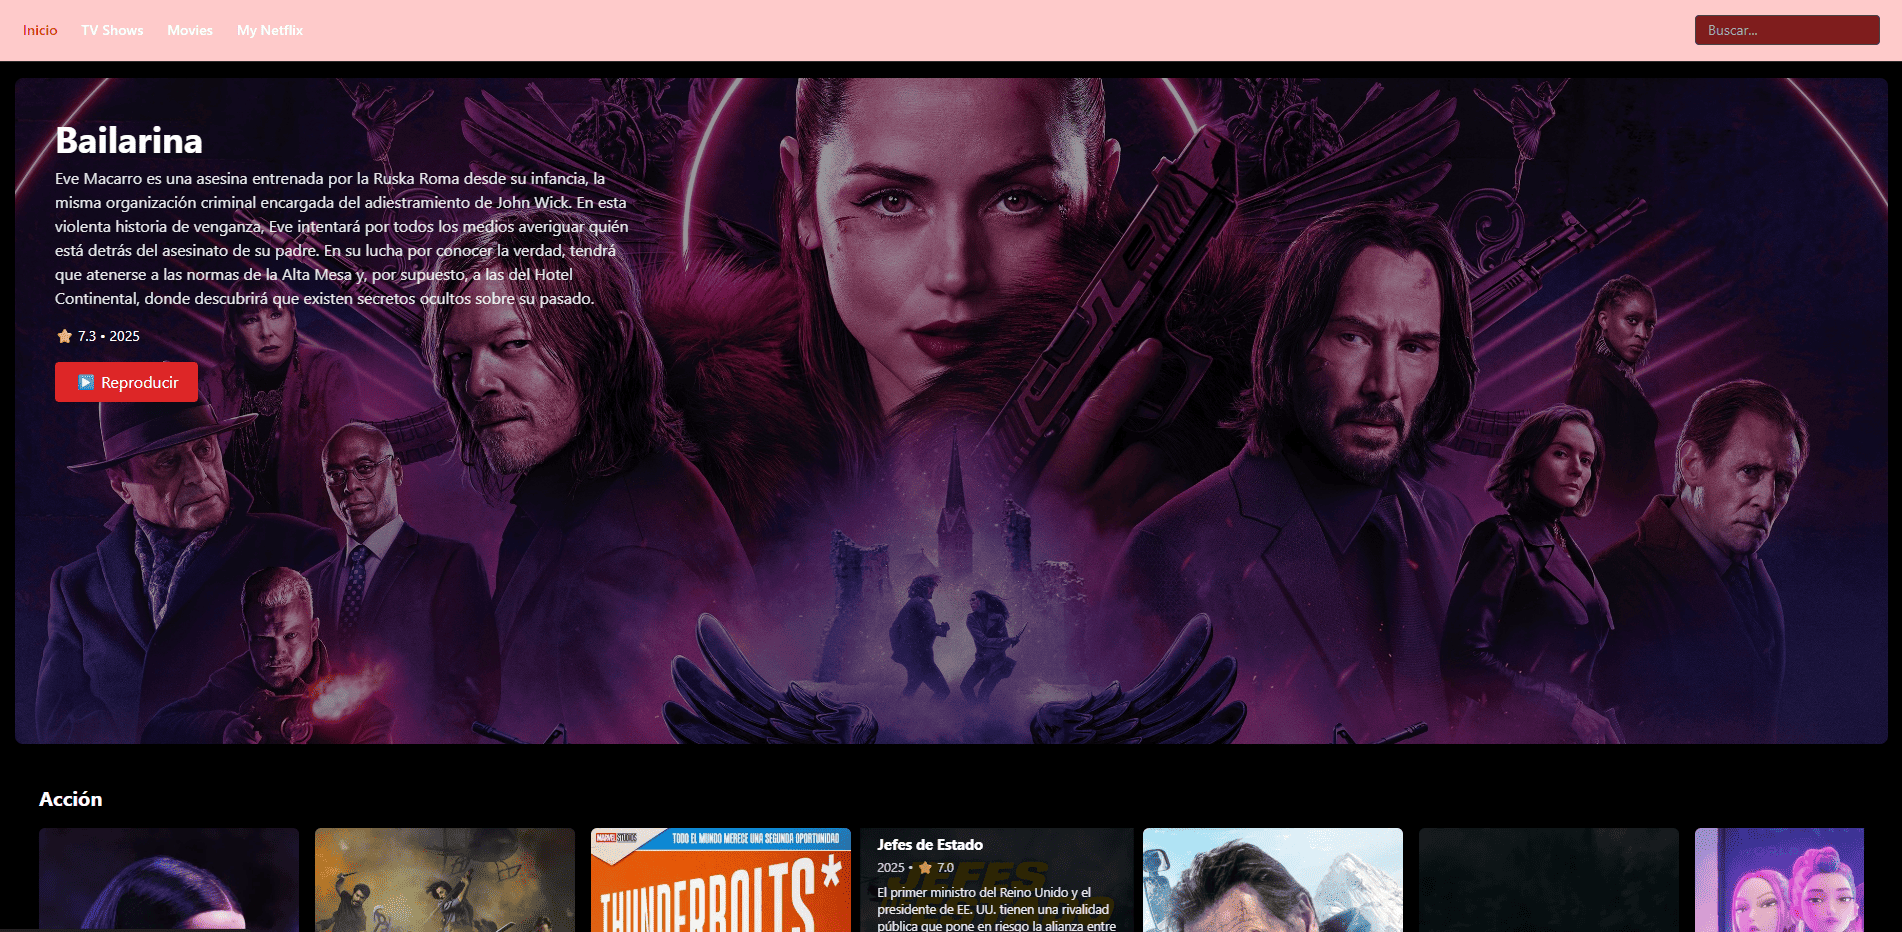 Inicio TV Shows Movies My Netflix Buscar...
Bailarina
Eve Macarro es una asesina entrenada por la Ruska Roma desde su infancia, la
misma organización criminal encargada del adiestramiento de John Wick. En esta
violenta historia de venganza, Eve intentará por todos los medios averiguar quién
está detrás del asesinato de su padre. En su lucha por conocer la verdad, tendrá
que atenerse a las normas de la Alta Mesa y, por supuesto, a las del Hotel
Continental, donde descubrirá que existen secretos ocultos sobre su pasado.
⭐ 7.3 • 2025
▶️ Reproducir
Acción
MARVEL STUDIOS
TODO EL MUNDO MERECE UNA SEGUNDA OPORTUNIDAD
THUNDERBOLTS*
Jefes de Estado
2025 • ⭐ 7.0
JEFES
El primer ministro del Reino Unido y el
presidente de EE. UU. tienen una rivalidad
pública que pone en riesgo la alianza entre